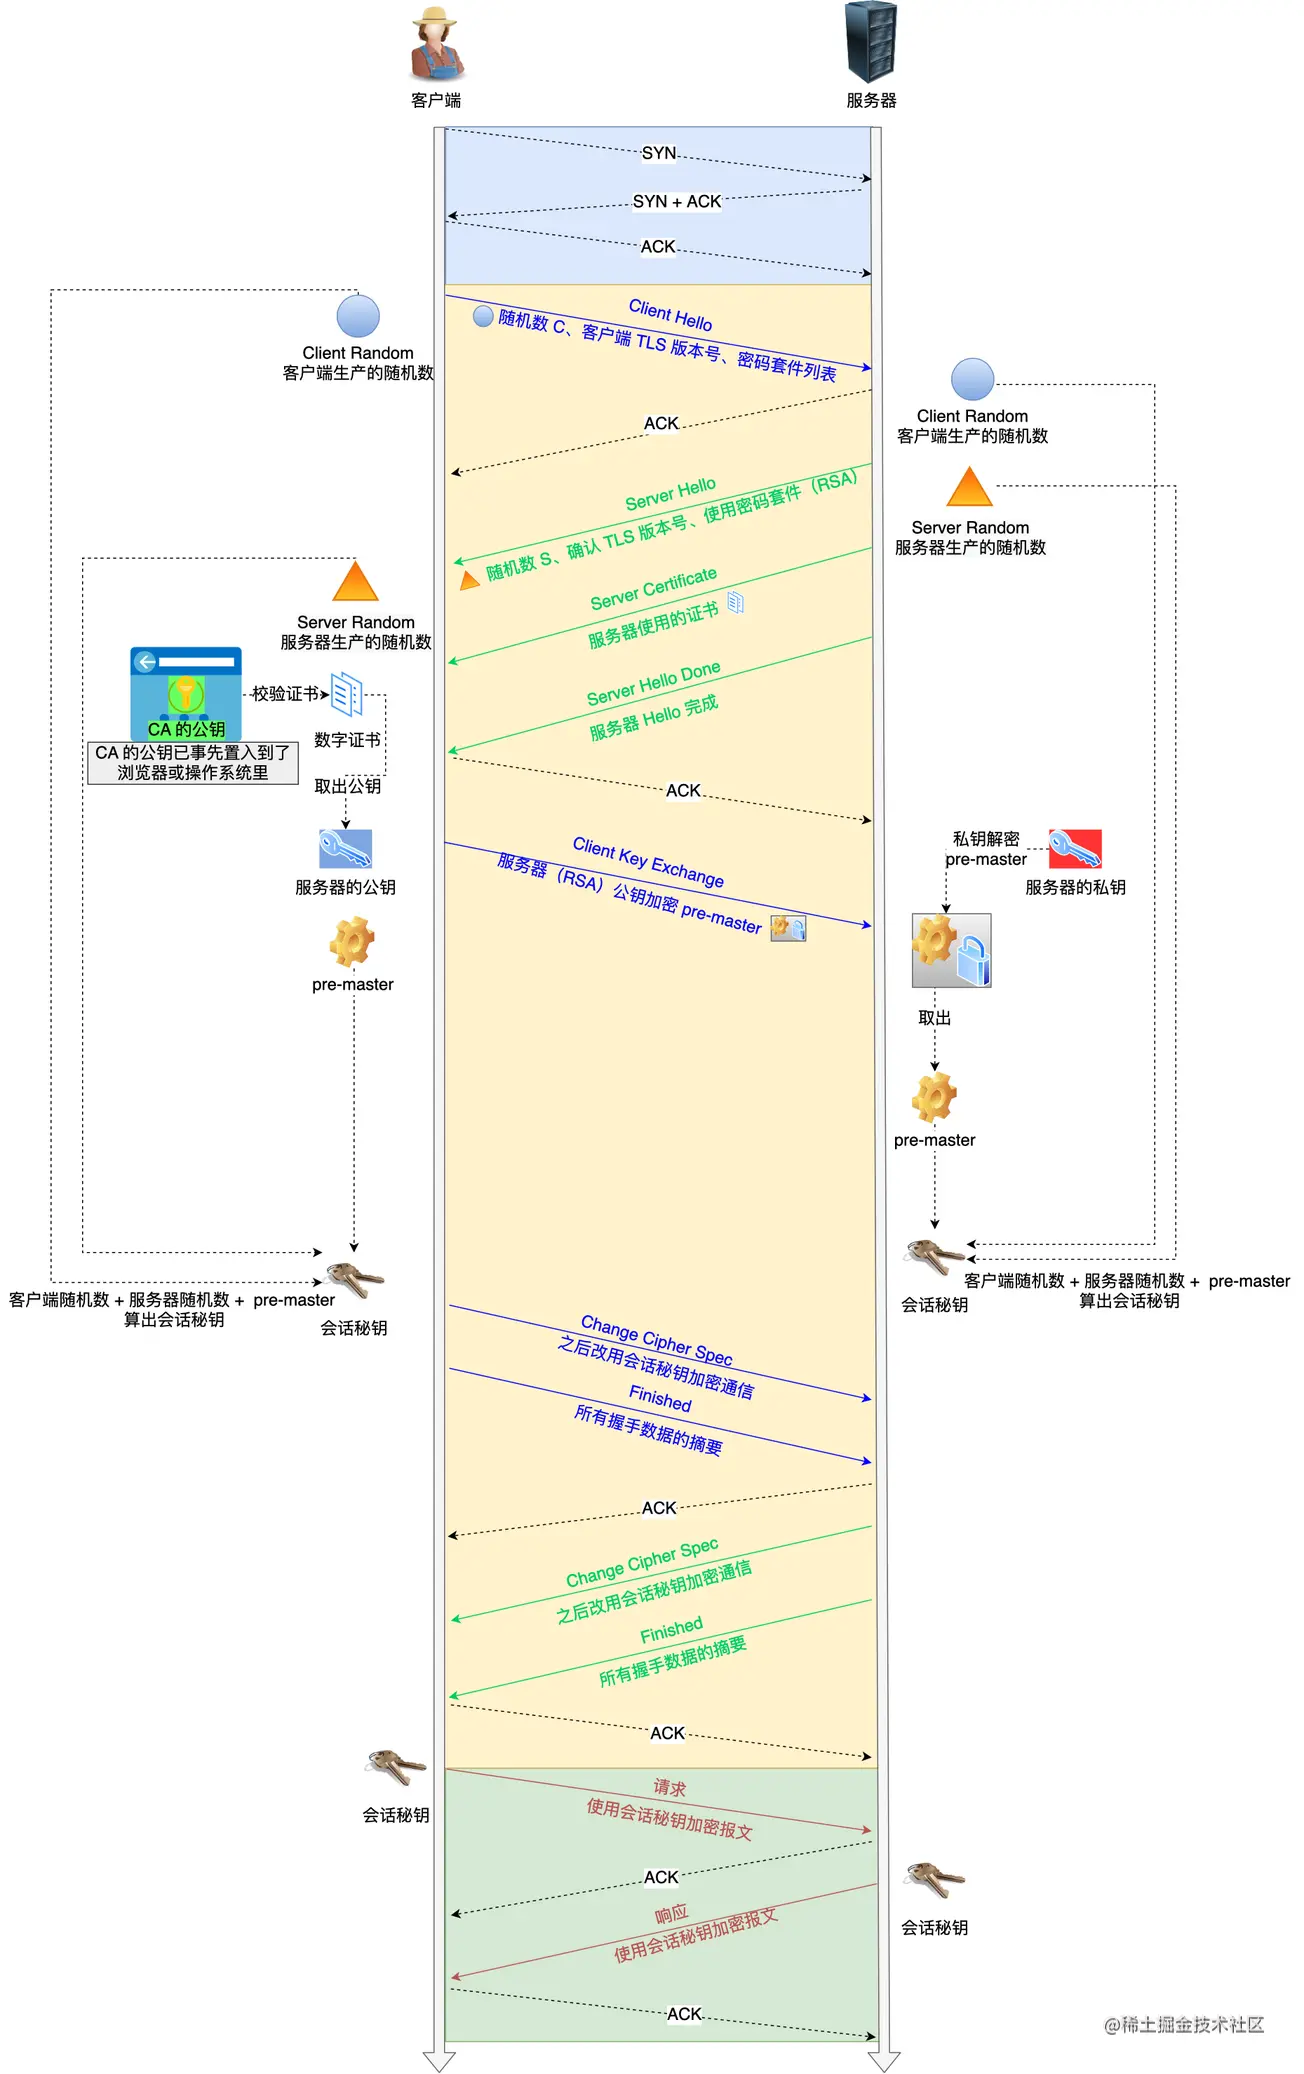 客户端
服务器
SYN
SYN + ACK
ACK
Client Hello
随机数 C、客户端 TLS 版本号、密码套件列表
Client Random
客户端生产的随机数
Client Random
客户端生产的随机数
ACK
Server Hello
随机数 S、确认 TLS 版本号、使用密码套件（RSA）
Server Random
服务器生产的随机数
Server Certificate
服务器使用的证书
Server Random
服务器生产的随机数
Server Hello Done
服务器 Hello 完成
校验证书
CA 的公钥
CA 的公钥已事先置入到了
浏览器或操作系统里
数字证书
取出公钥
ACK
服务器的公钥
Client Key Exchange
服务器（RSA）公钥加密 pre-master
私钥解密
pre-master
服务器的私钥
pre-master
取出
pre-master
客户端随机数 + 服务器随机数 + pre-master
算出会话秘钥
会话秘钥
会话秘钥
客户端随机数 + 服务器随机数 + pre-master
算出会话秘钥
Change Cipher Spec
之后改用会话秘钥加密通信
Finished
所有握手数据的摘要
ACK
Change Cipher Spec
之后改用会话秘钥加密通信
Finished
所有握手数据的摘要
ACK
会话秘钥
请求
使用会话秘钥加密报文
ACK
响应
使用会话秘钥加密报文
会话秘钥
ACK
@稀土掘金技术社区